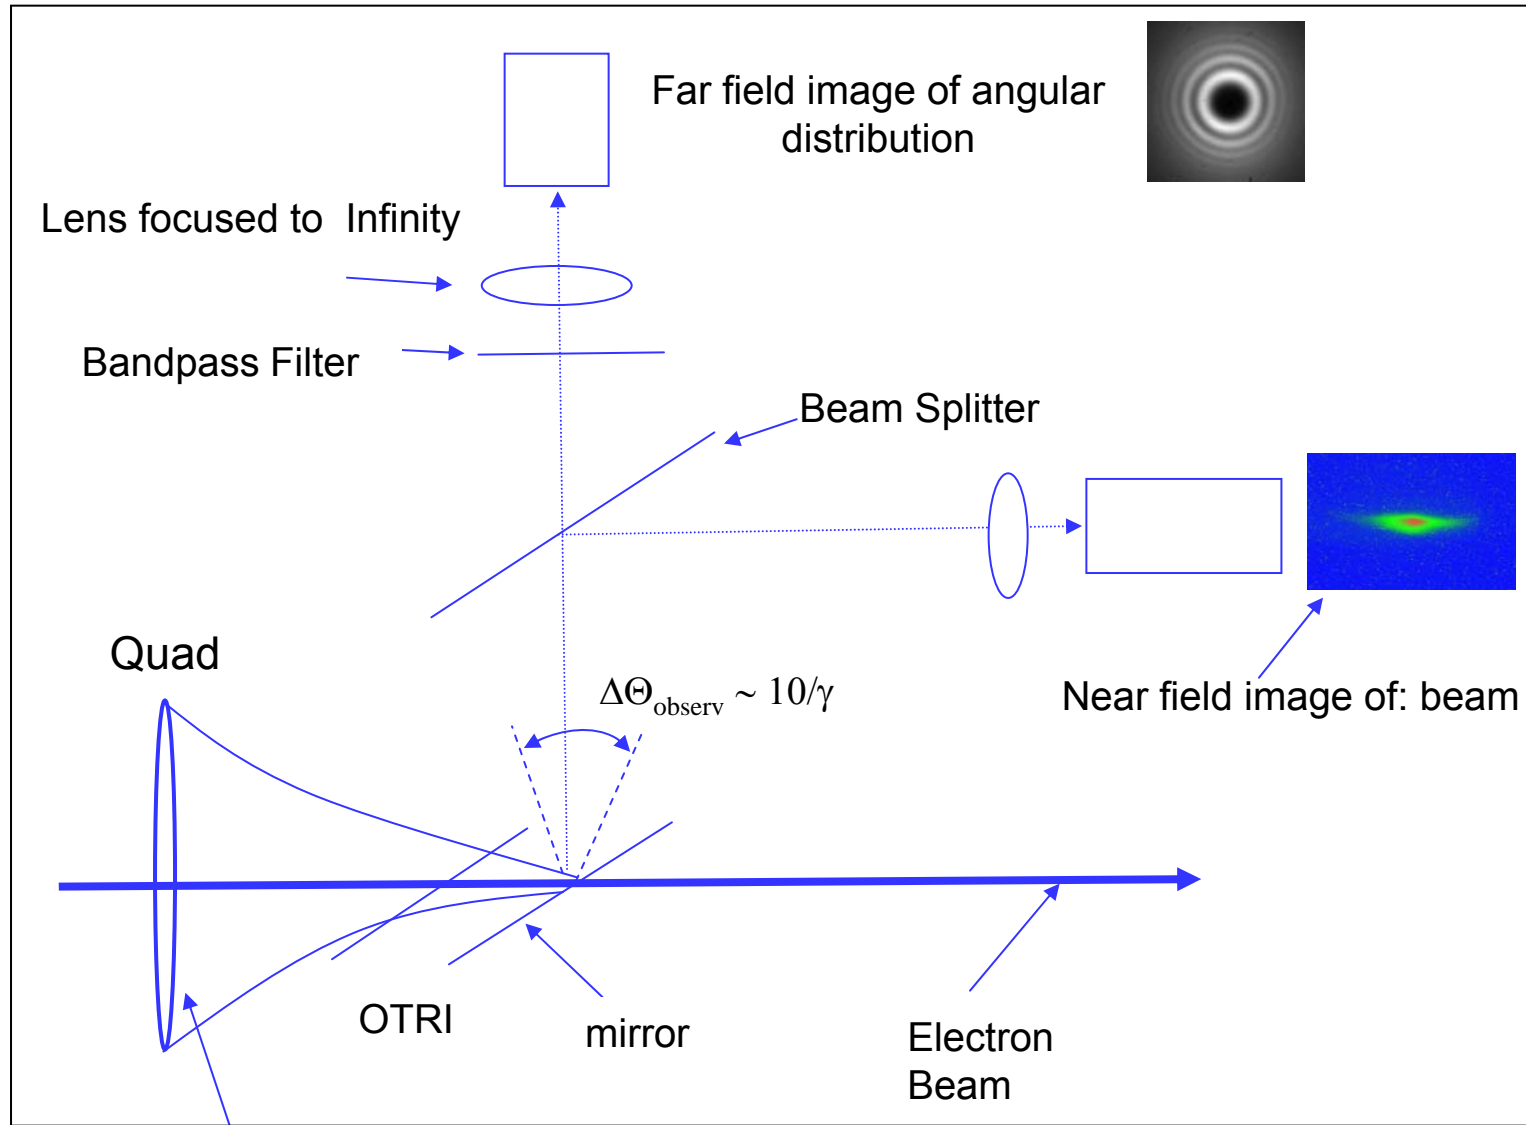 Far field image of angular
distribution
Lens focused to Infinity
Bandpass Filter
Beam Splitter
Quad
ΔΘobserv ~ 10/γ
Near field image of: beam
OTRI
mirror
Electron
Beam